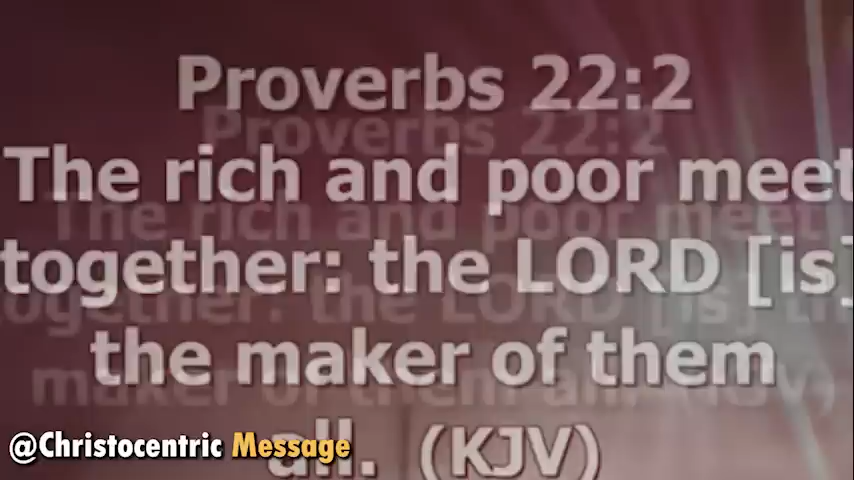 Proverbs 22:2
The rich and poor meet
together: the LORD [is]
the maker of them
all. (KJV)
@Christocentric Message